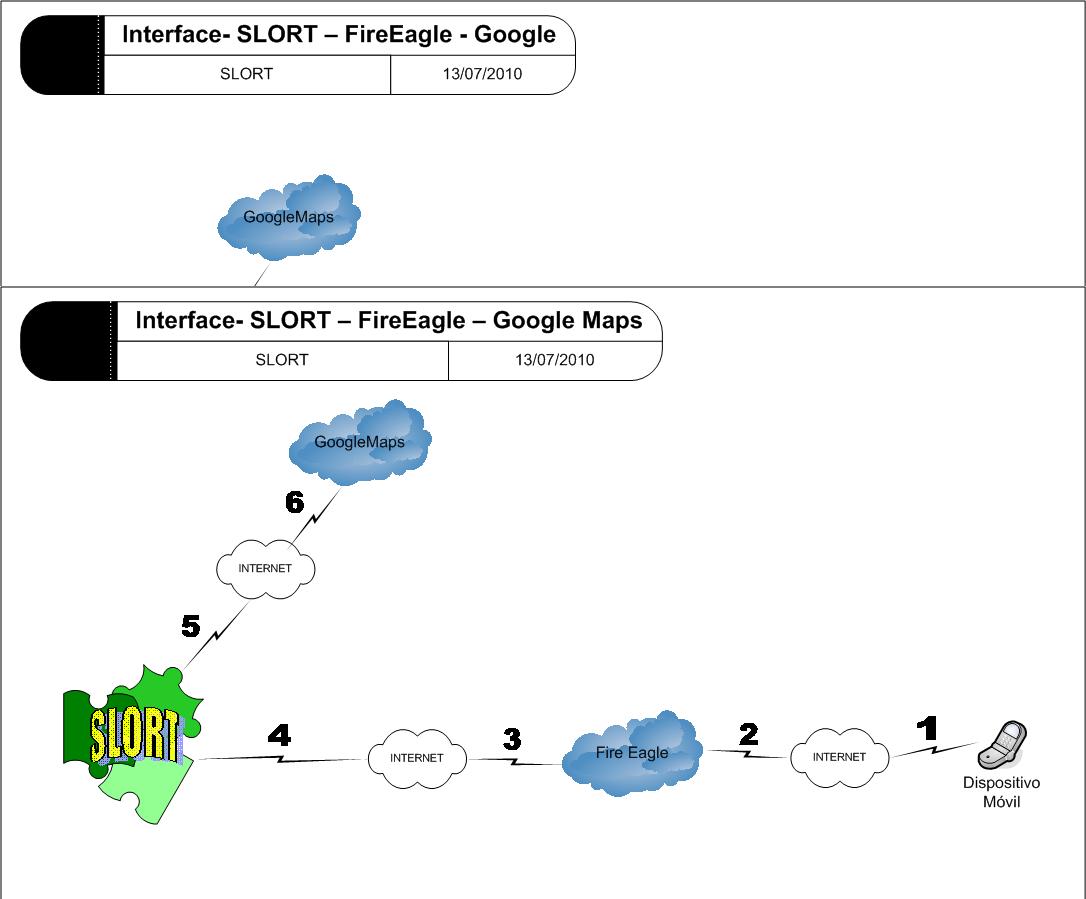 Interface- SLORT – FireEagle - Google
SLORT
13/07/2010
GoogleMaps
Interface- SLORT – FireEagle – Google Maps
SLORT
13/07/2010
GoogleMaps
6
INTERNET
5
SLORT
4
INTERNET
3
Fire Eagle
2
INTERNET
1
Dispositivo
Móvil